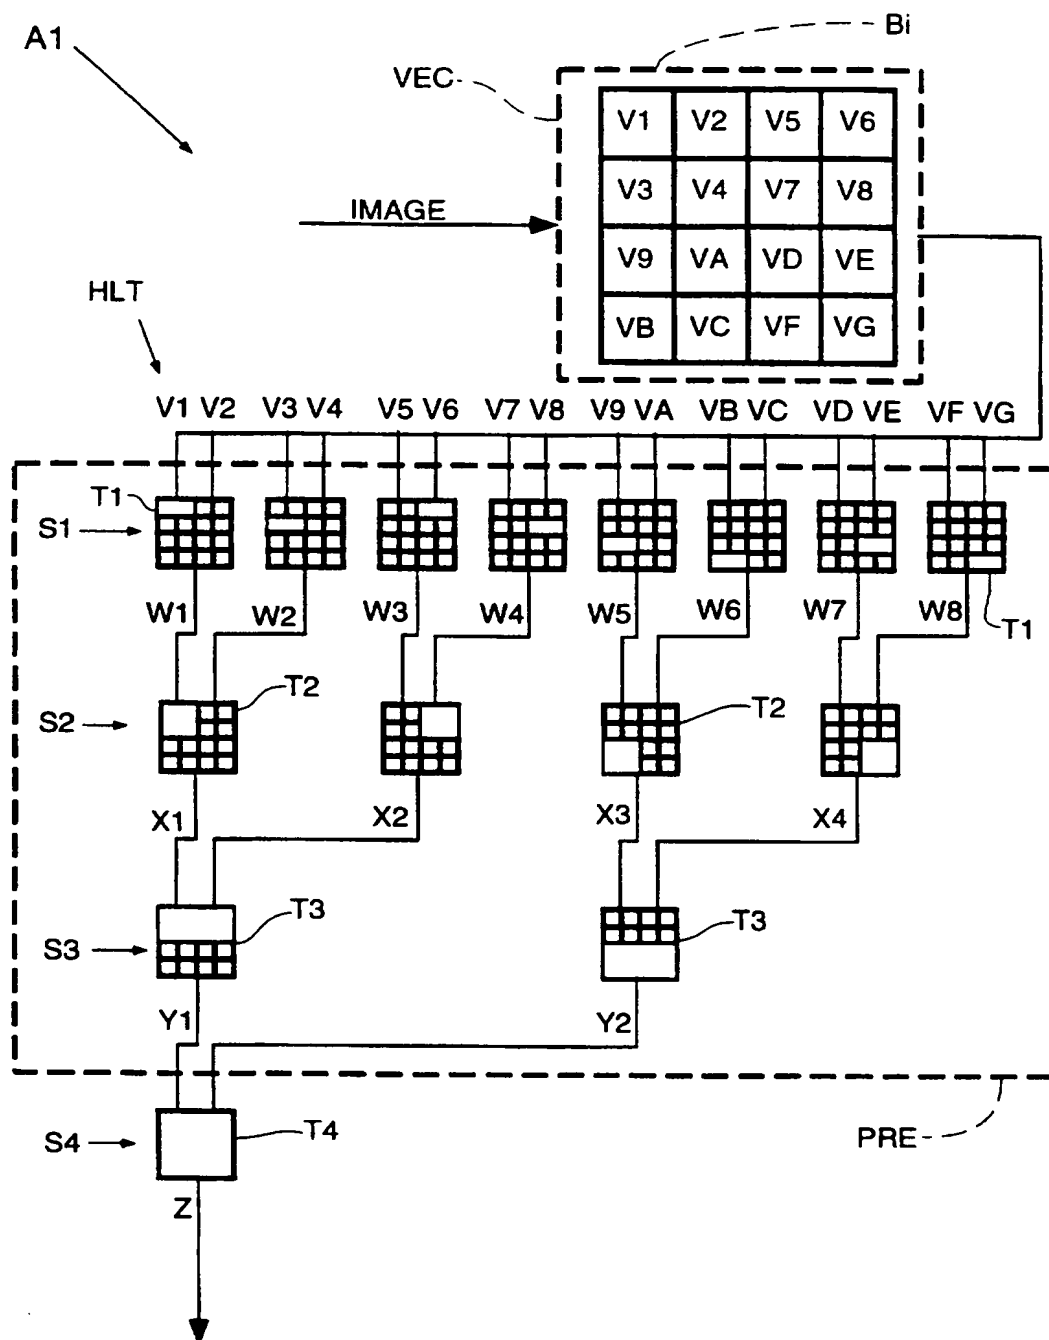 A1
Bi
VEC
V1 V2 V5 V6
V3 V4 V7 V8
IMAGE
V9 VA VD VE
VB VC VF VG
HLT
V1 V2 V3 V4 V5 V6 V7 V8 V9 VA VB VC VD VE VF VG
T1
S1
W1 W2 W3 W4 W5 W6 W7 W8
T1
T2 T2
S2
X1 X2 X3 X4
T3 T3
S3
Y1 Y2
T4
S4
PRE
Z